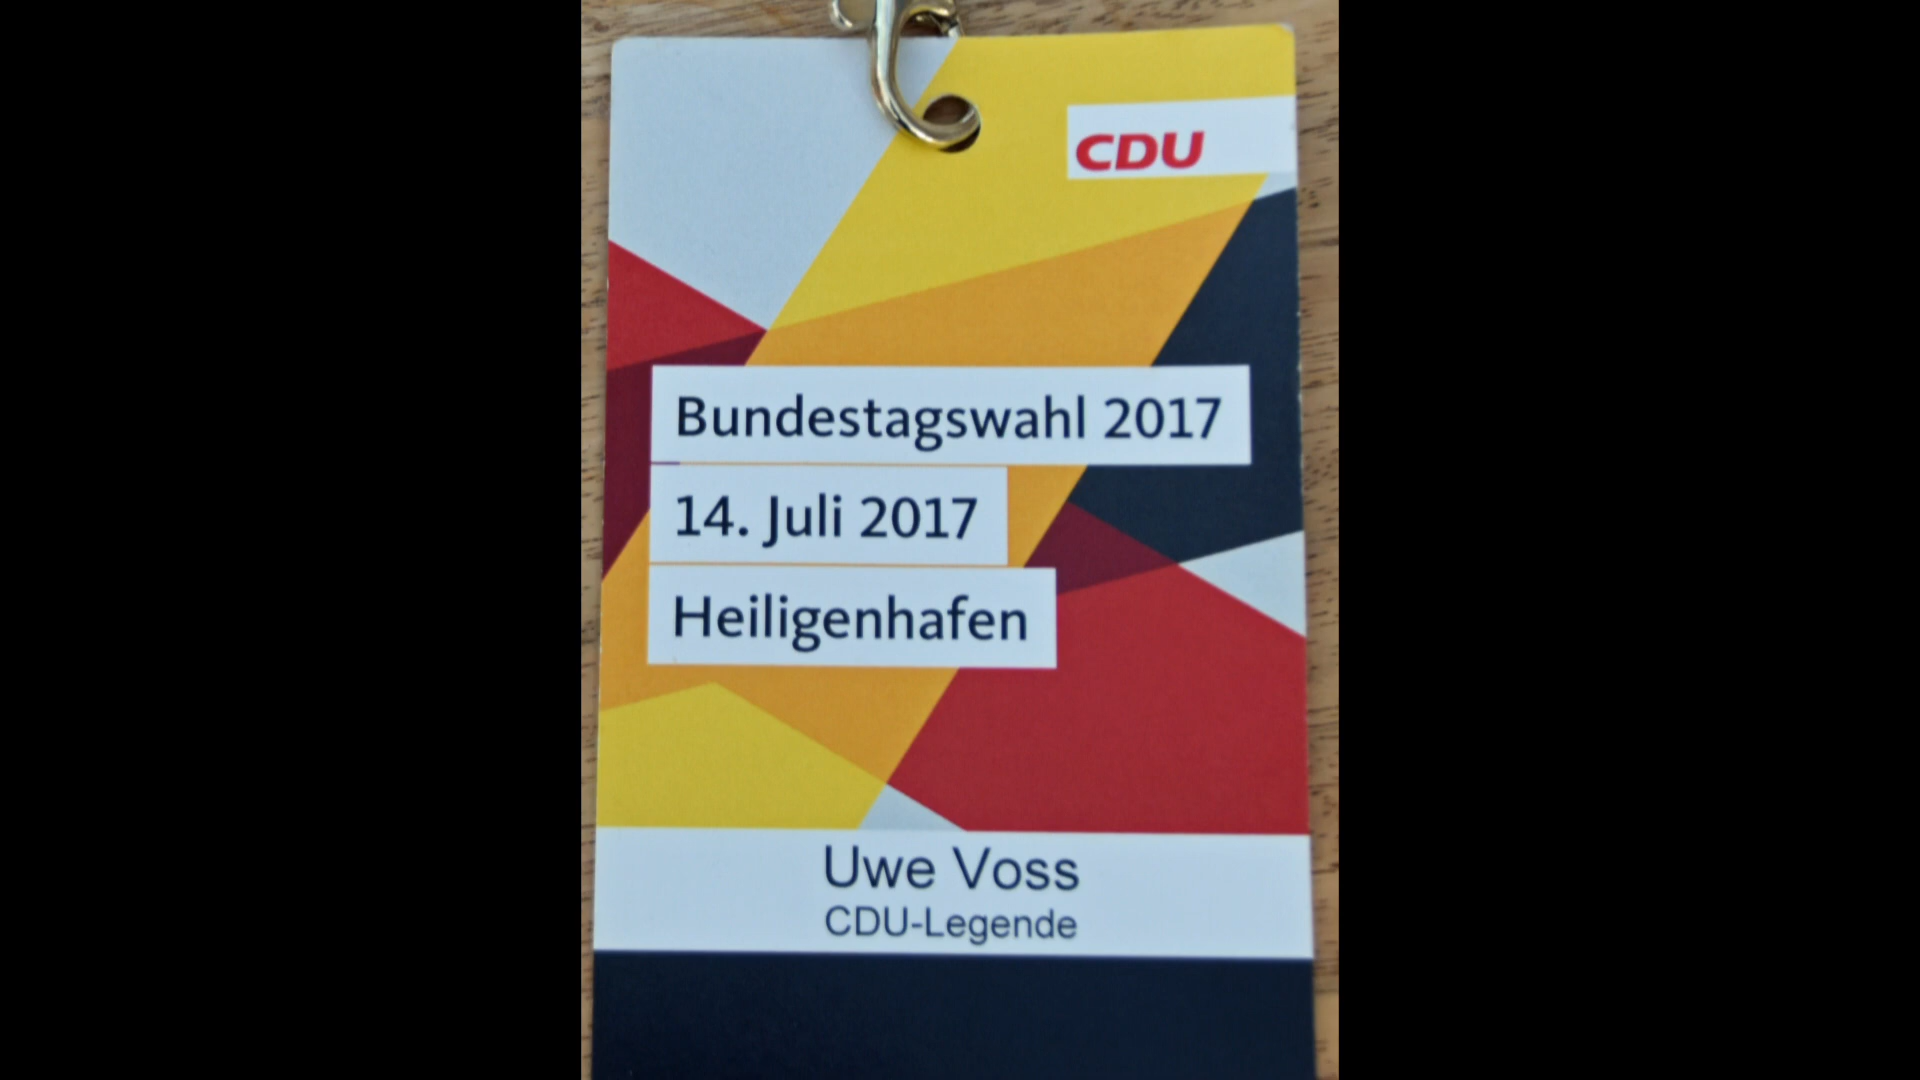 CDU
Bundestagswahl 2017
14. Juli 2017
Heiligenhafen
Uwe Voss
CDU-Legende